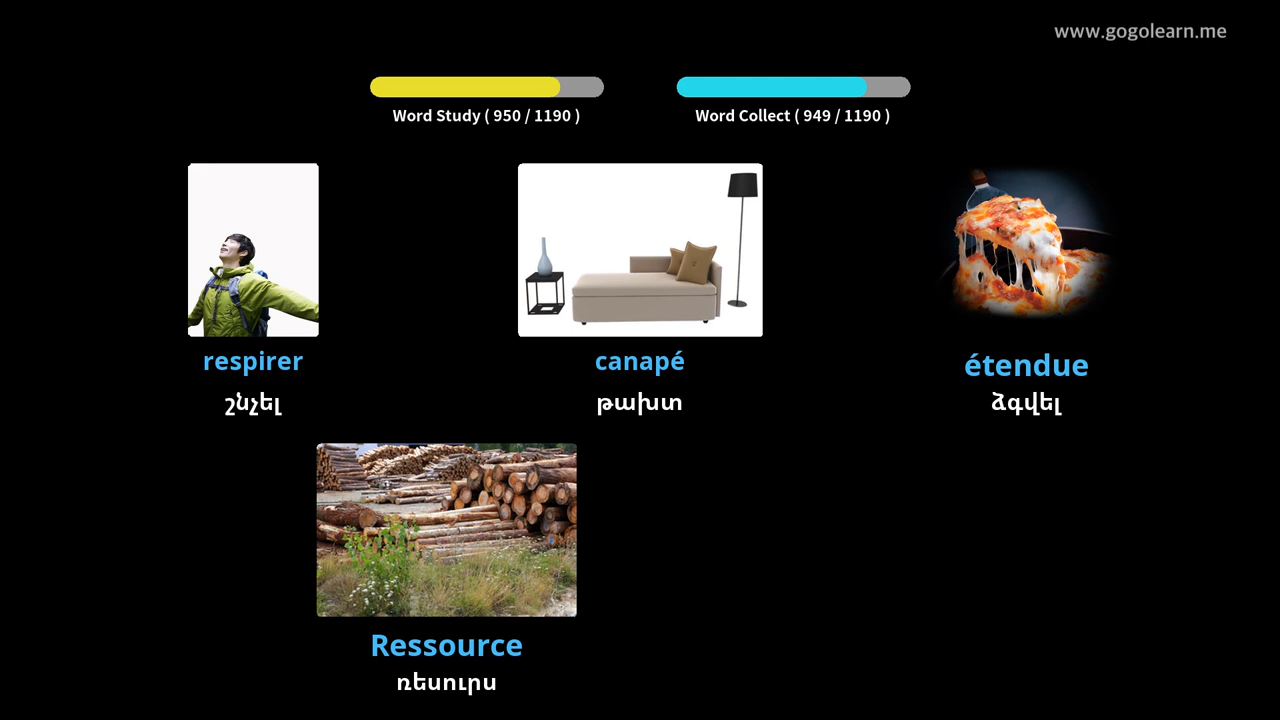 www.gogolearn.me
Word Study ( 950 / 1190 )
Word Collect ( 949 / 1190 )
respirer
շնչել
canapé
թախտ
étendue
ձգվել
Ressource
ռեսուրս